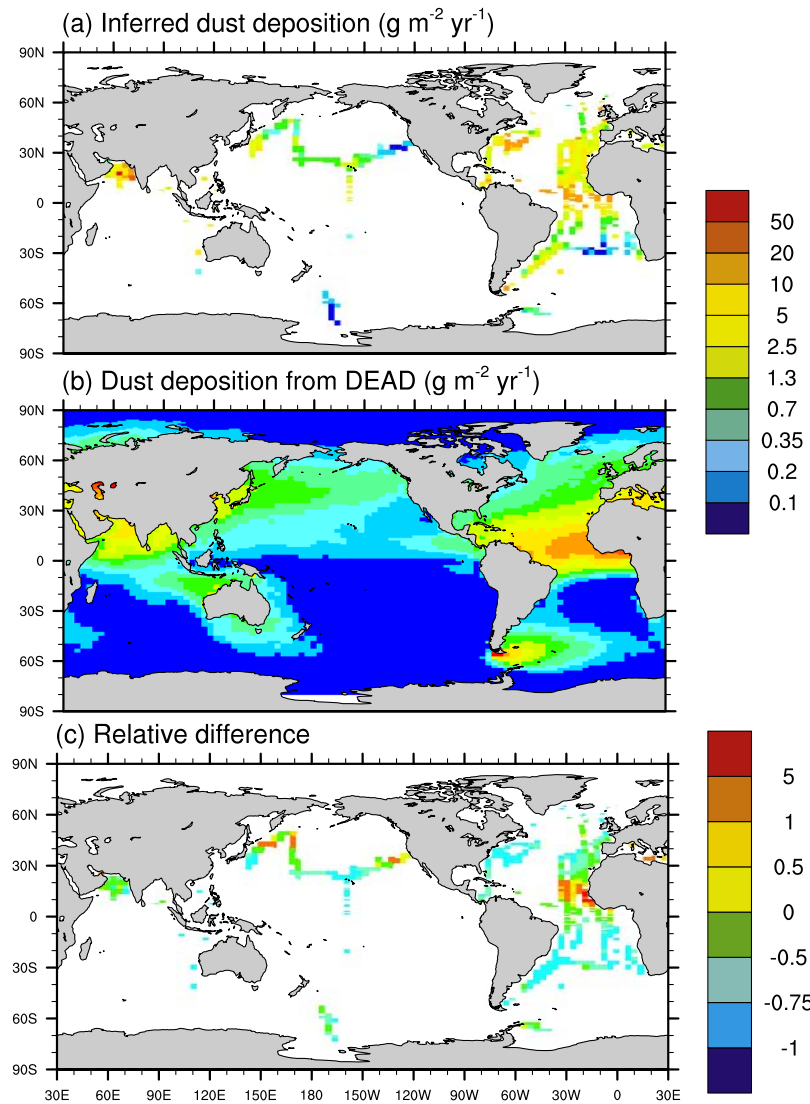 (a) Inferred dust deposition (g m⁻² yr⁻¹)
90N
60N
30N
0
30S
60S
90S
(b) Dust deposition from DEAD (g m⁻² yr⁻¹)
90N
60N
30N
0
30S
60S
90S
50
20
10
5
2.5
1.3
0.7
0.35
0.2
0.1
(c) Relative difference
90N
60N
30N
0
30S
60S
90S
30E 60E 90E 120E 150E 180 150W 120W 90W 60W 30W 0 30E
5
1
0.5
0
-0.5
-0.75
-1